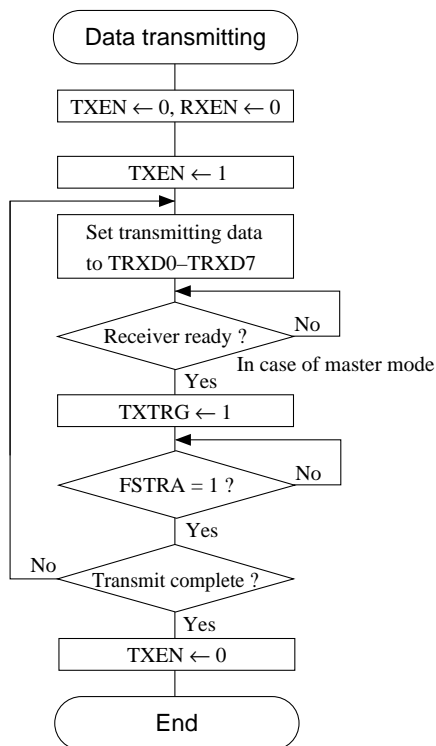 Data transmitting
TXEN ← 0, RXEN ← 0
TXEN ← 1
Set transmitting data
to TRXD0–TRXD7
Receiver ready ?
No
In case of master mode
Yes
TXTRG ← 1
FSTRA = 1 ?
No
Yes
No
Transmit complete ?
Yes
TXEN ← 0
End